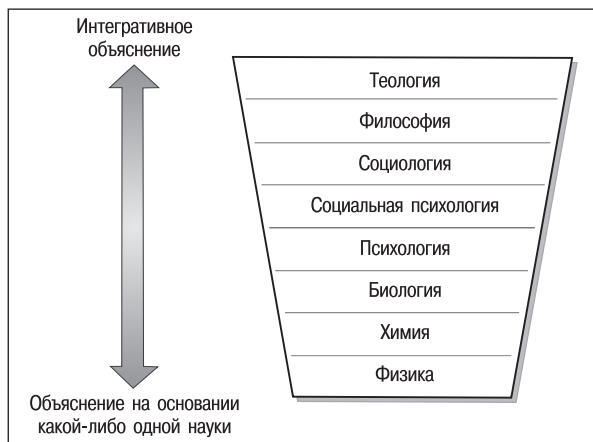 Интегративное
объяснение
Теология
Философия
Социология
Социальная психология
Психология
Биология
Химия
Физика
Объяснение на основании
какой-либо одной науки